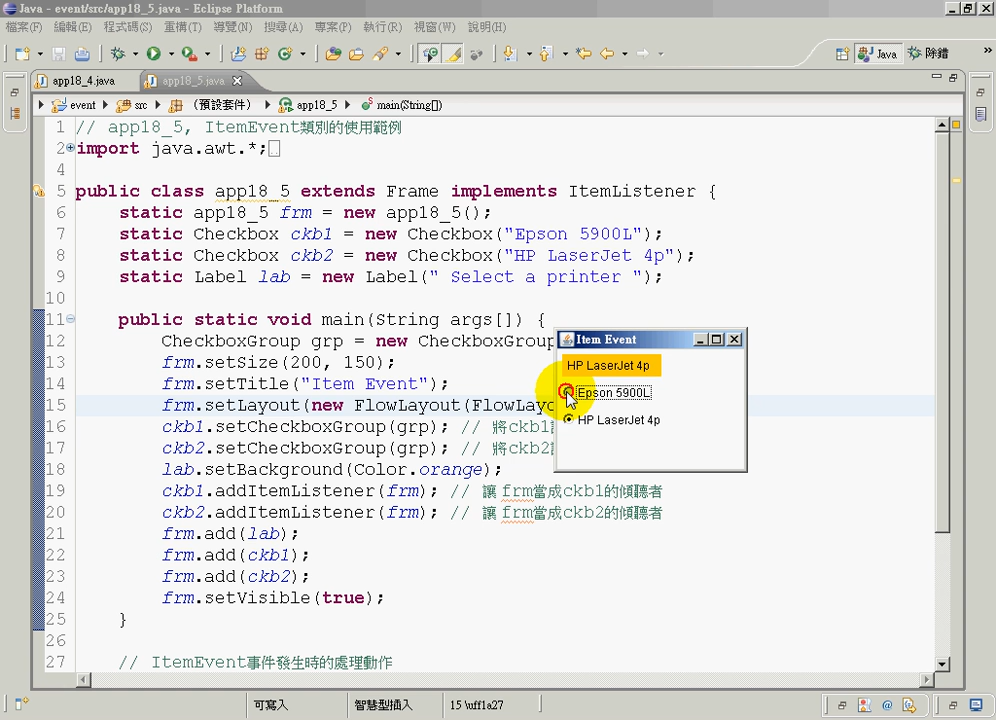 Java - event/src/app18_5.java - Eclipse Platform
檔案(F) 編輯(E) 程式碼(S) 重構(T) 導覽(N) 搜尋(A) 專案(P) 執行(R) 視窗(W) 說明(H)
Java 除錯
app18_4.java app18_5.java
event src (預設套件) app18_5 main(String[])
1 // app18_5, ItemEvent類別的使用範例
2 import java.awt.*;
4
5 public class app18_5 extends Frame implements ItemListener {
6 static app18_5 frm = new app18_5();
7 static Checkbox ckb1 = new Checkbox("Epson 5900L");
8 static Checkbox ckb2 = new Checkbox("HP LaserJet 4p");
9 static Label lab = new Label(" Select a printer ");
10
11 public static void main(String args[]) {
12 CheckboxGroup grp = new CheckboxGroup
13 frm.setSize(200, 150);
14 frm.setTitle("Item Event");
15 frm.setLayout(new FlowLayout(FlowLayo
16 ckb1.setCheckboxGroup(grp); // 將ckb1
17 ckb2.setCheckboxGroup(grp); // 將ckb2
18 lab.setBackground(Color.orange);
19 ckb1.addItemListener(frm); // 讓 frm當成ckb1的傾聽者
20 ckb2.addItemListener(frm); // 讓 frm當成ckb2的傾聽者
21 frm.add(lab);
22 frm.add(ckb1);
23 frm.add(ckb2);
24 frm.setVisible(true);
25 }
26
27 // ItemEvent事件發生時的處理動作
Item Event
HP LaserJet 4p
Epson 5900L
HP LaserJet 4p
可寫入 智慧型插入 15 \uff1a27